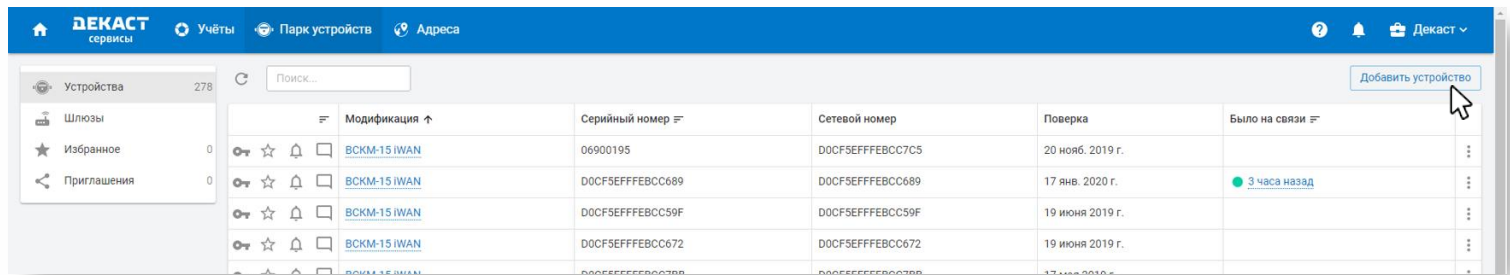 ДЕКАСТ
сервисы
Учёты
Парк устройств
Адреса
Декаст
Устройства 278
Шлюзы
Избранное 0
Приглашения 0
Поиск...
Добавить устройство
Модификация Серийный номер Сетевой номер Поверка Было на связи
ВСКМ-15 iWAN 06900195 D0CF5EFFFEBCC7C5 20 нояб. 2019 г.
ВСКМ-15 iWAN D0CF5EFFFEBCC689 D0CF5EFFFEBCC689 17 янв. 2020 г. 3 часа назад
ВСКМ-15 iWAN D0CF5EFFFEBCC59F D0CF5EFFFEBCC59F 19 июня 2019 г.
ВСКМ-15 iWAN D0CF5EFFFEBCC672 D0CF5EFFFEBCC672 19 июня 2019 г.
ВСКМ-15 iWAN